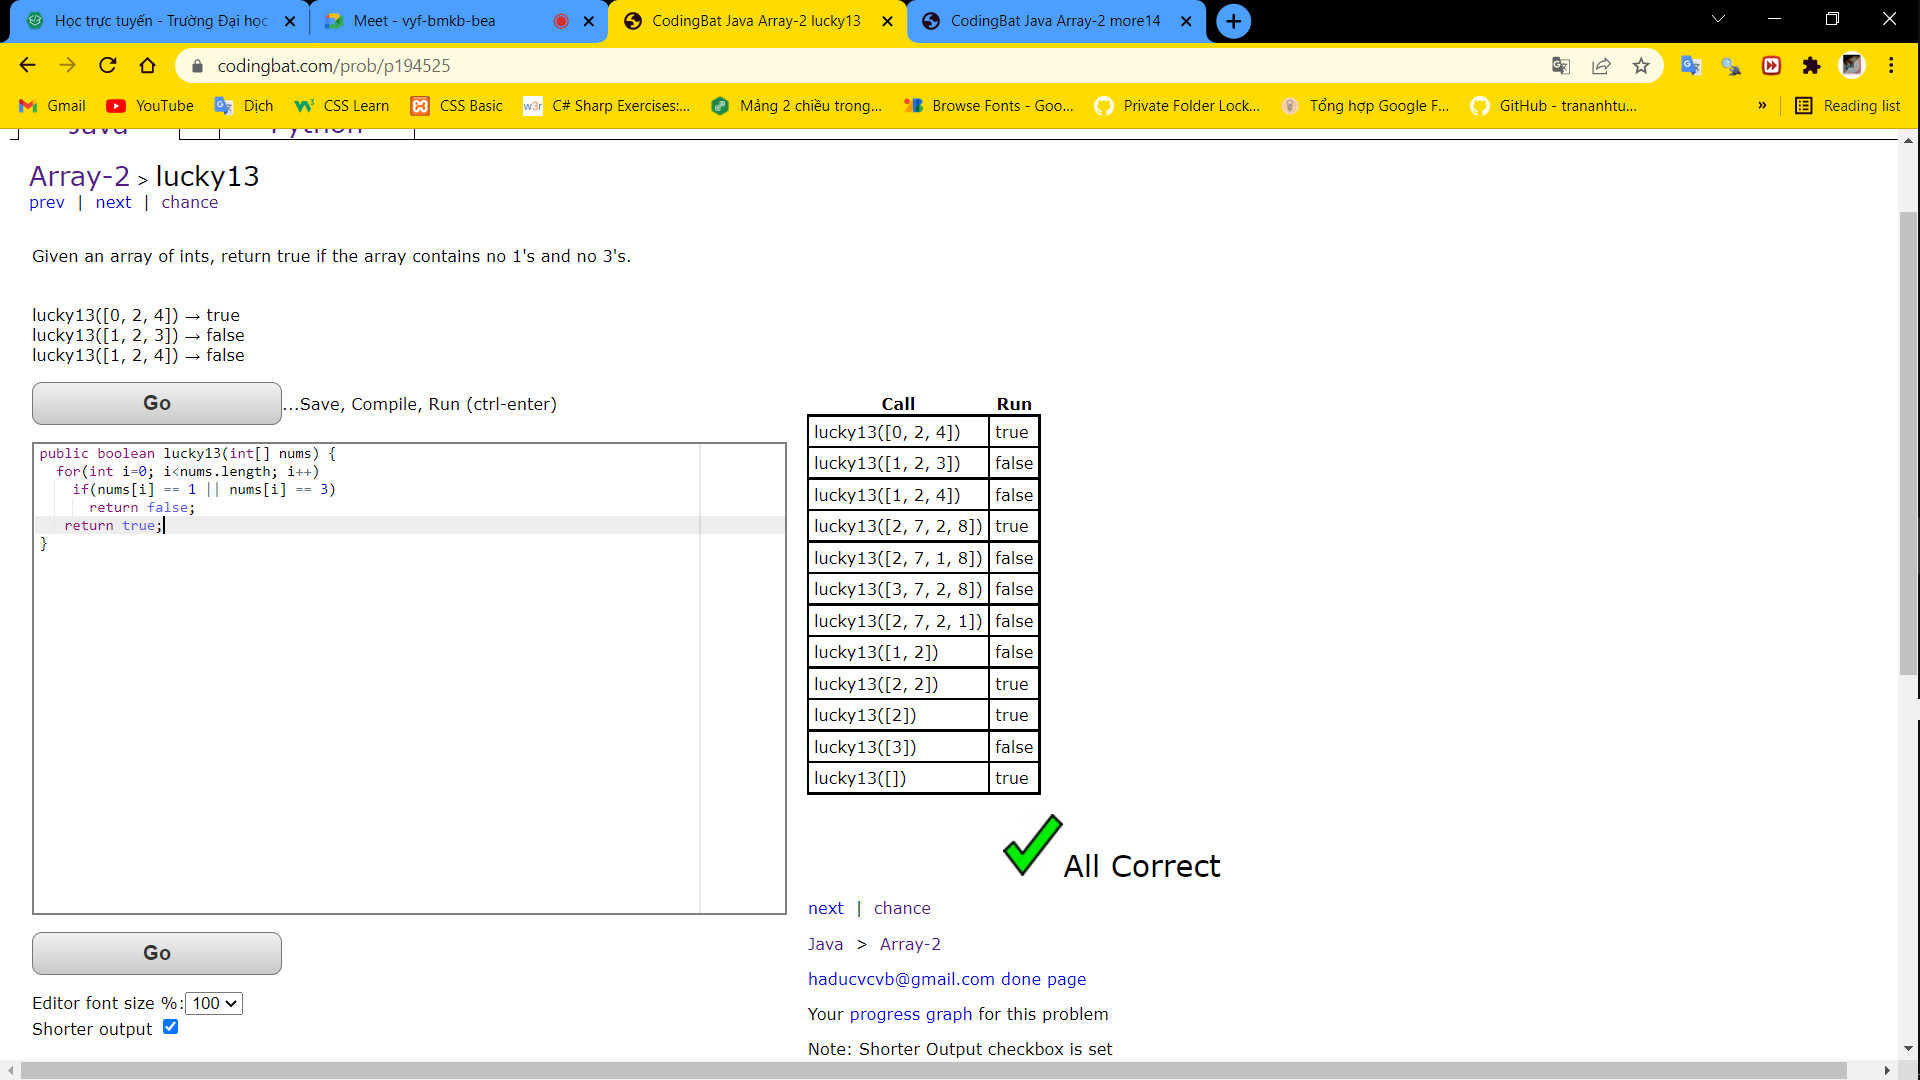 Học trực tuyến - Trường Đại học
Meet - vyf-bmkb-bea
CodingBat Java Array-2 lucky13
CodingBat Java Array-2 more14
codingbat.com/prob/p194525
Gmail
YouTube
Dịch
CSS Learn
CSS Basic
w3r
C# Sharp Exercises:...
Mảng 2 chiều trong...
Browse Fonts - Goo...
Private Folder Lock...
Tổng hợp Google F...
GitHub - trananhtu...
»
Reading list
Java
Python
Array-2 > lucky13
prev | next | chance
Given an array of ints, return true if the array contains no 1's and no 3's.
lucky13([0, 2, 4]) → true
lucky13([1, 2, 3]) → false
lucky13([1, 2, 4]) → false
Go
...Save, Compile, Run (ctrl-enter)
public boolean lucky13(int[] nums) {
for(int i=0; i<nums.length; i++)
if(nums[i] == 1 || nums[i] == 3)
return false;
return true;
}
Go
Editor font size %: 100
Shorter output
Call Run
lucky13([0, 2, 4]) true
lucky13([1, 2, 3]) false
lucky13([1, 2, 4]) false
lucky13([2, 7, 2, 8]) true
lucky13([2, 7, 1, 8]) false
lucky13([3, 7, 2, 8]) false
lucky13([2, 7, 2, 1]) false
lucky13([1, 2]) false
lucky13([2, 2]) true
lucky13([2]) true
lucky13([3]) false
lucky13([]) true
All Correct
next | chance
Java > Array-2
haducvcvb@gmail.com done page
Your progress graph for this problem
Note: Shorter Output checkbox is set